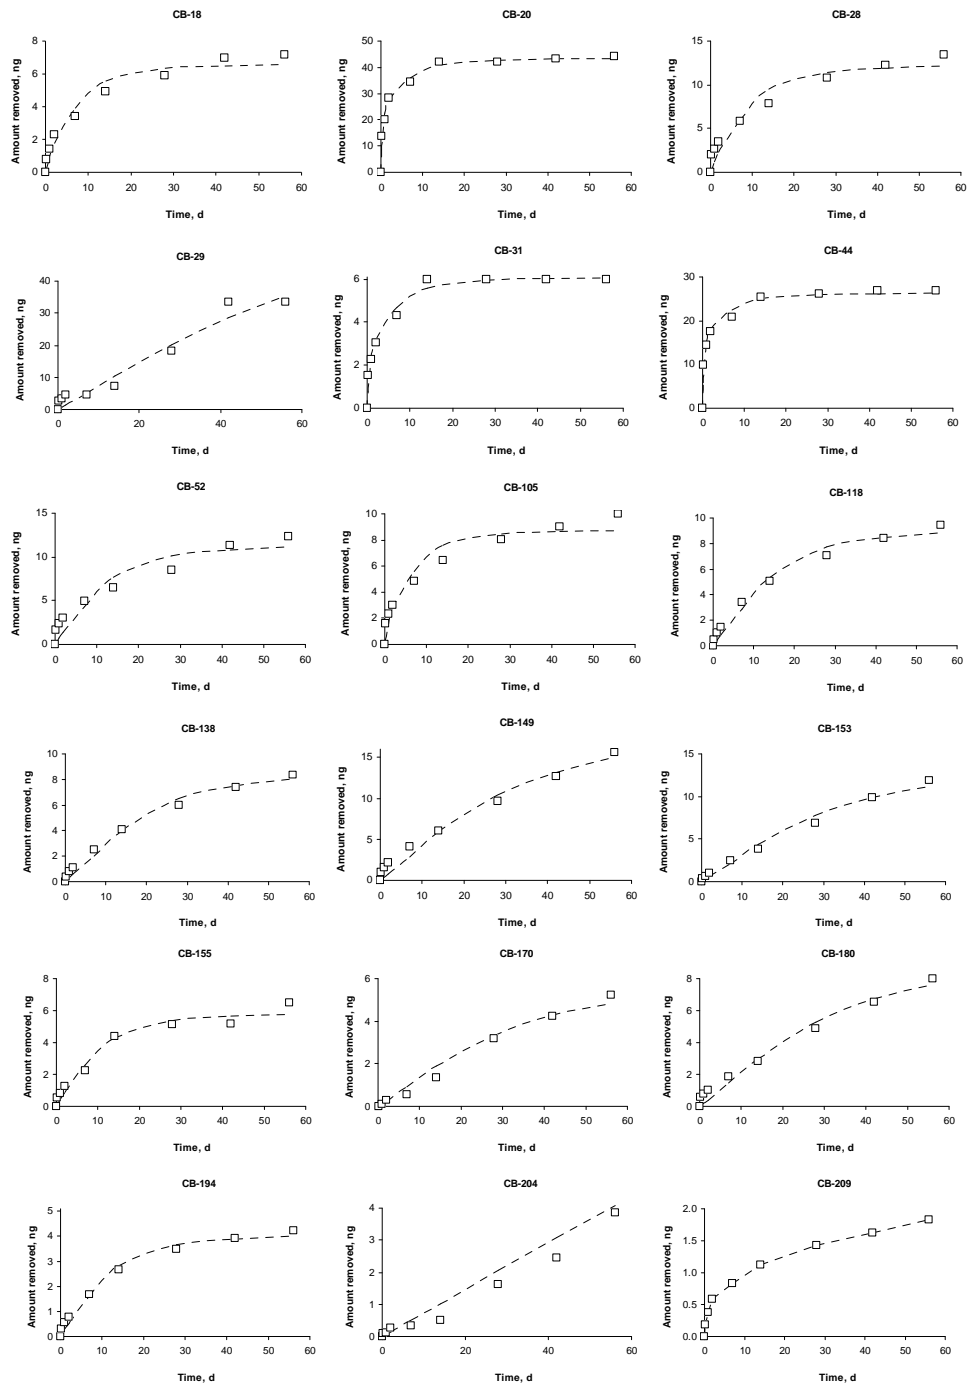 CB-18
Amount removed, ng
8
6
4
2
0
0 10 20 30 40 50 60
Time, d
CB-20
Amount removed, ng
50
40
30
20
10
0
0 10 20 30 40 50 60
Time, d
CB-28
Amount removed, ng
15
10
5
0
0 10 20 30 40 50 60
Time, d
CB-29
Amount removed, ng
40
30
20
10
0
0 20 40 60
Time, d
CB-31
Amount removed, ng
6
4
2
0
0 10 20 30 40 50 60
Time, d
CB-44
Amount removed, ng
30
20
10
0
0 10 20 30 40 50 60
Time, d
CB-52
Amount removed, ng
15
10
5
0
0 10 20 30 40 50 60
Time, d
CB-105
Amount removed, ng
10
8
6
4
2
0
0 10 20 30 40 50 60
Time, d
CB-118
Amount removed, ng
10
8
6
4
2
0
0 10 20 30 40 50 60
Time, d
CB-138
Amount removed, ng
10
8
6
4
2
0
0 10 20 30 40 50 60
Time, d
CB-149
Amount removed, ng
15
10
5
0
0 10 20 30 40 50 60
Time, d
CB-153
Amount removed, ng
15
10
5
0
0 10 20 30 40 50 60
Time, d
CB-155
Amount removed, ng
8
6
4
2
0
0 10 20 30 40 50 60
Time, d
CB-170
Amount removed, ng
6
4
2
0
0 10 20 30 40 50 60
Time, d
CB-180
Amount removed, ng
8
6
4
2
0
0 10 20 30 40 50 60
Time, d
CB-194
Amount removed, ng
5
4
3
2
1
0
0 10 20 30 40 50 60
Time, d
CB-204
Amount removed, ng
4
3
2
1
0
0 20 40 60
Time, d
CB-209
Amount removed, ng
2.0
1.5
1.0
0.5
0.0
0 10 20 30 40 50 60
Time, d